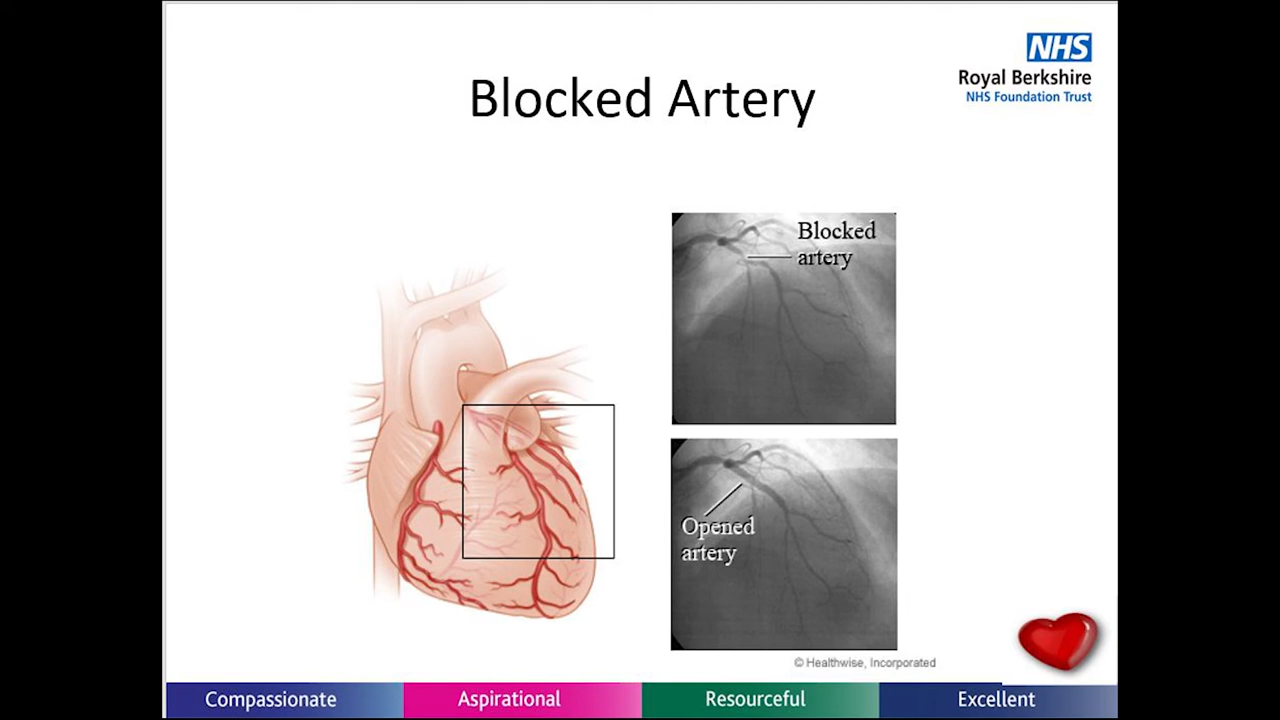 NHS
Royal Berkshire
NHS Foundation Trust
Blocked Artery
Blocked
artery
Opened
artery
© Healthwise, Incorporated
Compassionate
Aspirational
Resourceful
Excellent